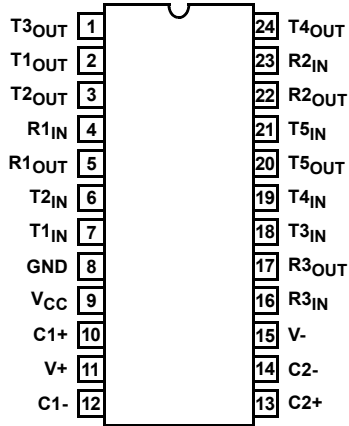 T3OUT 1 24 T4OUT
T1OUT 2 23 R2IN
T2OUT 3 22 R2OUT
R1IN 4 21 T5IN
R1OUT 5 20 T5OUT
T2IN 6 19 T4IN
T1IN 7 18 T3IN
GND 8 17 R3OUT
VCC 9 16 R3IN
C1+ 10 15 V-
V+ 11 14 C2-
C1- 12 13 C2+